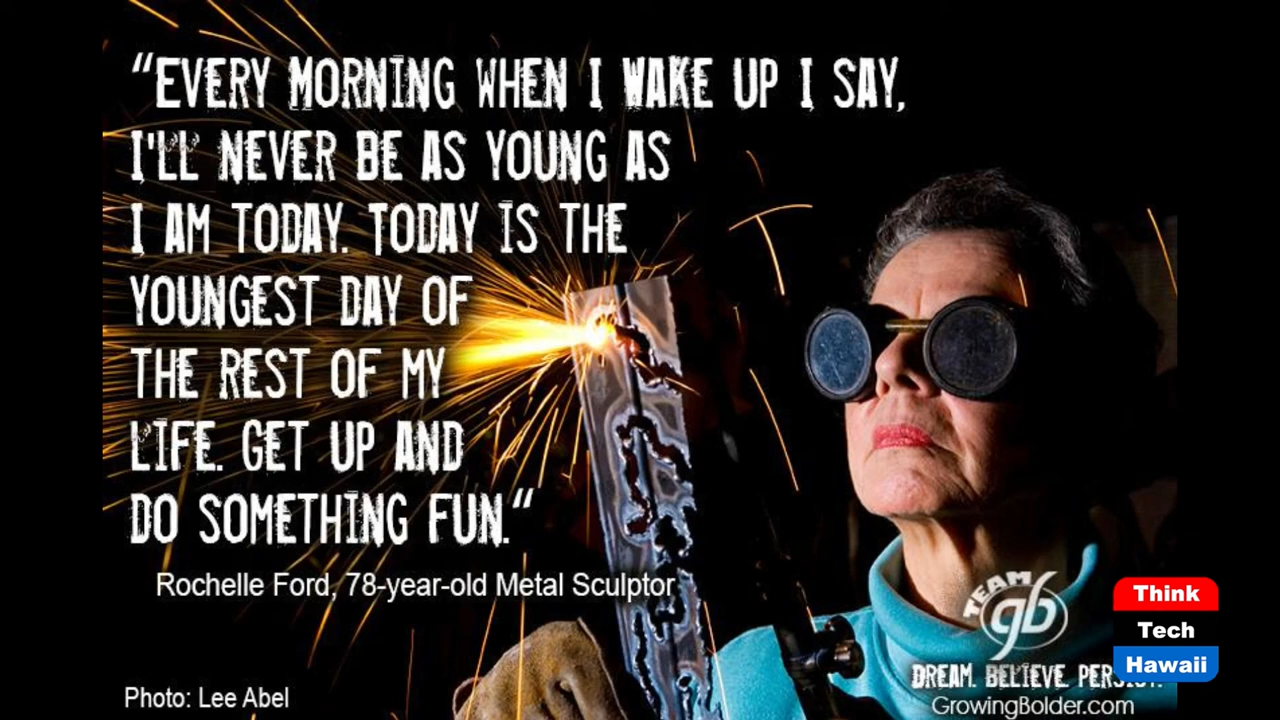 “EVERY MORNING WHEN I WAKE UP I SAY,
I'LL NEVER BE AS YOUNG AS
I AM TODAY. TODAY IS THE
YOUNGEST DAY OF
THE REST OF MY
LIFE. GET UP AND
DO SOMETHING FUN.“
Rochelle Ford, 78-year-old Metal Sculptor
Photo: Lee Abel
TEAM
gb
DREAM. BELIEVE. PERSIST.
GrowingBolder.com
Think
Tech
Hawaii